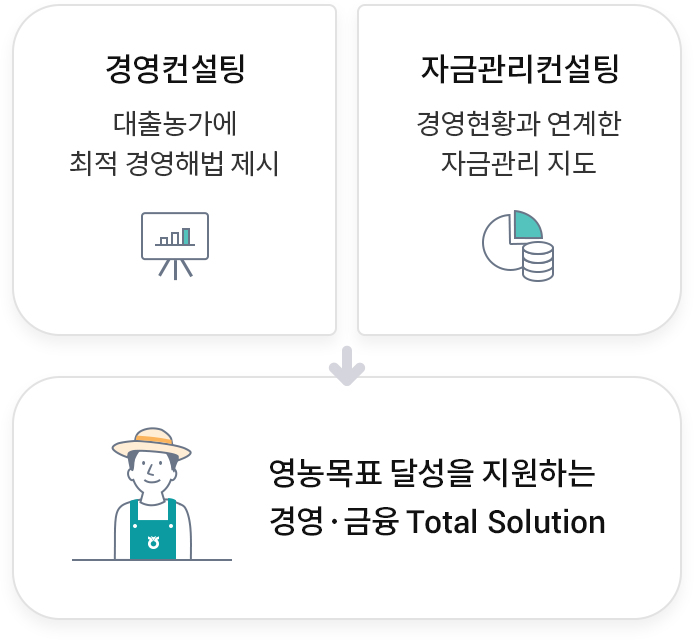 경영컨설팅
대출농가에
최적 경영해법 제시
자금관리컨설팅
경영현황과 연계한
자금관리 지도
영농목표 달성을 지원하는
경영·금융 Total Solution